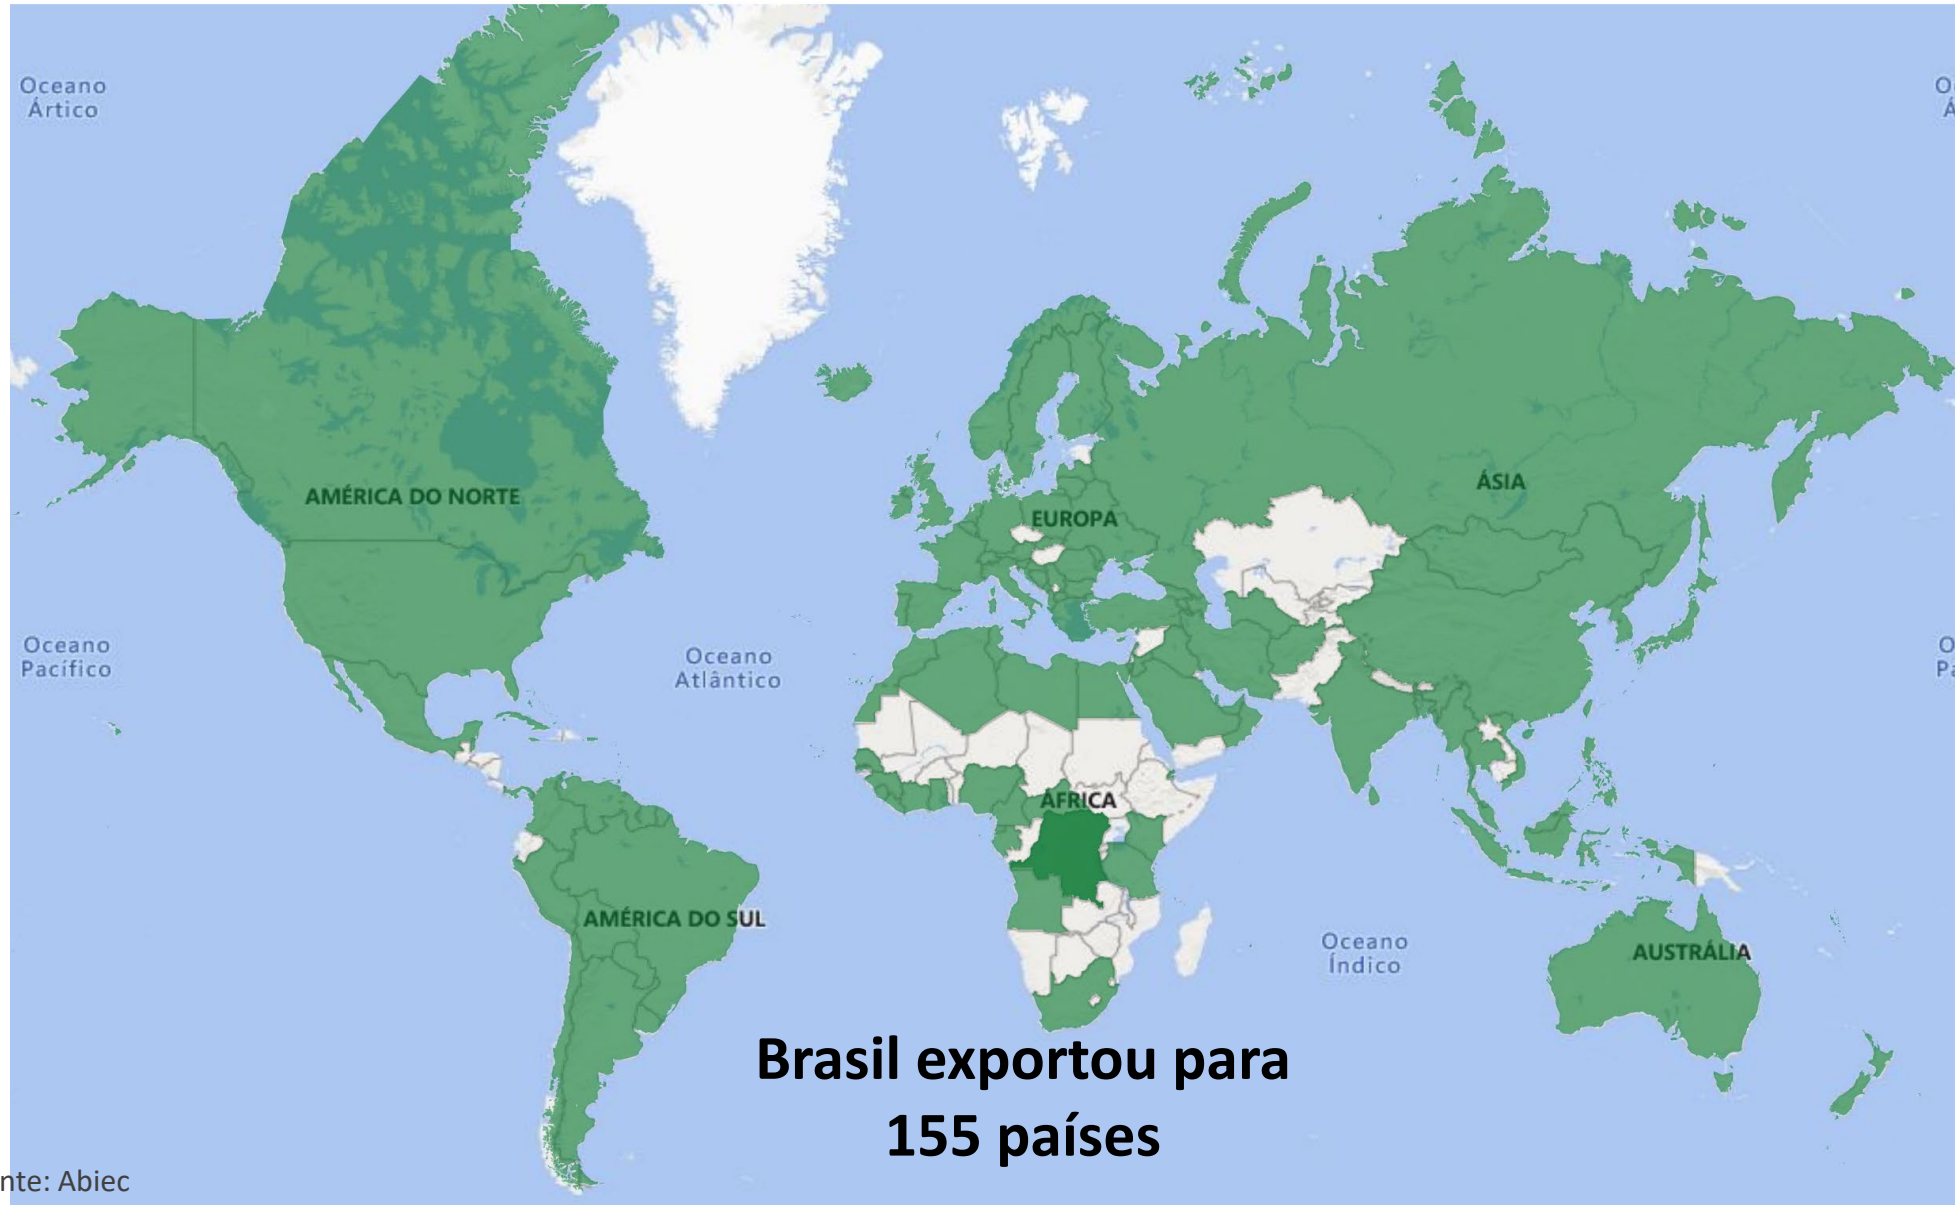 Oceano
Ártico
AMÉRICA DO NORTE
ÁSIA
EUROPA
Oceano
Pacífico
Oceano
Atlântico
ÁFRICA
AMÉRICA DO SUL
Oceano
Índico
AUSTRÁLIA
Brasil exportou para
155 países
nte: Abiec